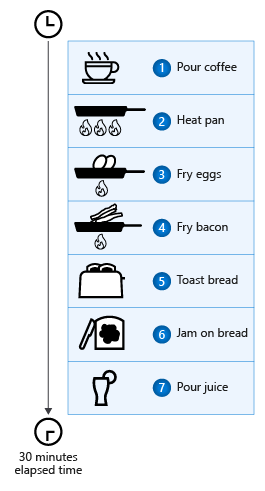 1 Pour coffee
2 Heat pan
3 Fry eggs
4 Fry bacon
5 Toast bread
6 Jam on bread
7 Pour juice
30 minutes
elapsed time